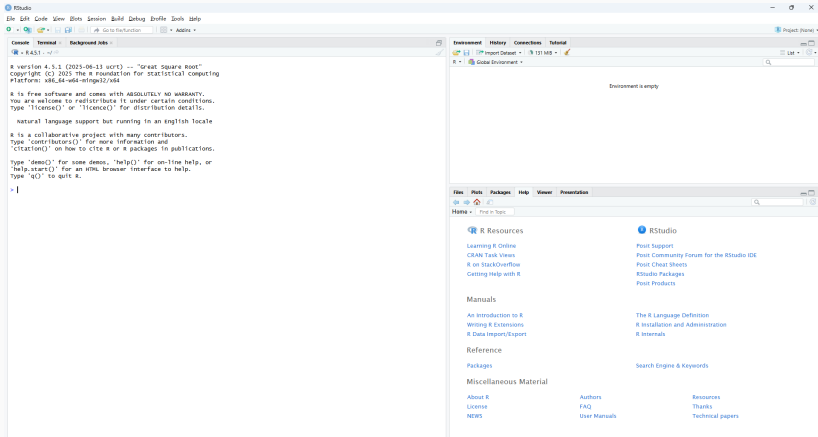 RStudio
File Edit Code View Plots Session Build Debug Profile Tools Help
Go to file/function
Addins
Project: (None)
Console Terminal Background Jobs
R 4.5.1 · ~/
R version 4.5.1 (2025-06-13 ucrt) -- "Great Square Root"
Copyright (C) 2025 The R Foundation for Statistical Computing
Platform: x86_64-w64-mingw32/x64
R is free software and comes with ABSOLUTELY NO WARRANTY.
You are welcome to redistribute it under certain conditions.
Type 'license()' or 'licence()' for distribution details.
Natural language support but running in an English locale
R is a collaborative project with many contributors.
Type 'contributors()' for more information and
'citation()' on how to cite R or R packages in publications.
Type 'demo()' for some demos, 'help()' for on-line help, or
'help.start()' for an HTML browser interface to help.
Type 'q()' to quit R.
>
Environment History Connections Tutorial
Import Dataset 131 MiB List
R Global Environment
Environment is empty
Files Plots Packages Help Viewer Presentation
Home Find in Topic
R Resources
Learning R Online
CRAN Task Views
R on StackOverflow
Getting Help with R
RStudio
Posit Support
Posit Community Forum for the RStudio IDE
Posit Cheat Sheets
RStudio Packages
Posit Products
Manuals
An Introduction to R
Writing R Extensions
R Data Import/Export
The R Language Definition
R Installation and Administration
R Internals
Reference
Packages
Search Engine & Keywords
Miscellaneous Material
About R
License
NEWS
Authors
FAQ
User Manuals
Resources
Thanks
Technical papers